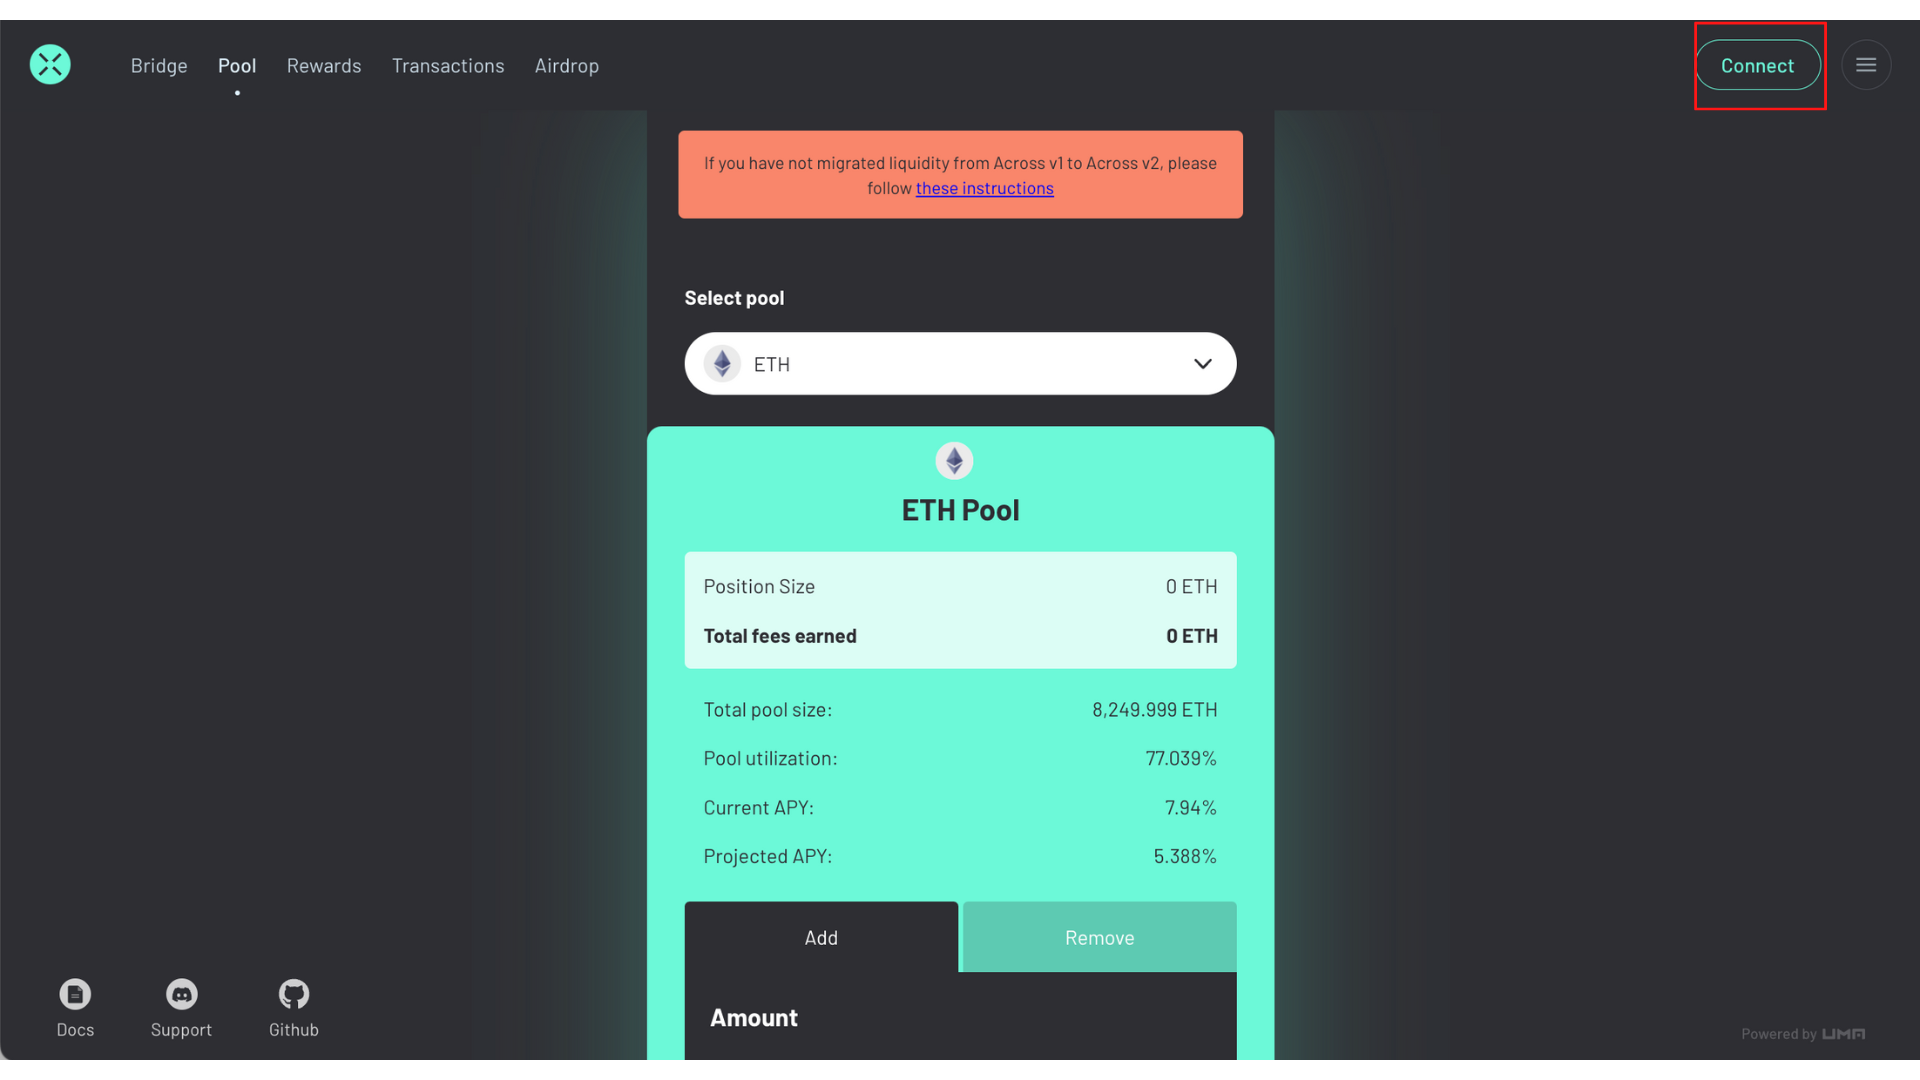 Bridge Pool Rewards Transactions Airdrop Connect
If you have not migrated liquidity from Across v1 to Across v2, please
follow these instructions
Select pool
ETH
ETH Pool
Position Size 0 ETH
Total fees earned 0 ETH
Total pool size: 8,249.999 ETH
Pool utilization: 77.039%
Current APY: 7.94%
Projected APY: 5.388%
Add Remove
Amount
Docs Support Github
Powered by UMA